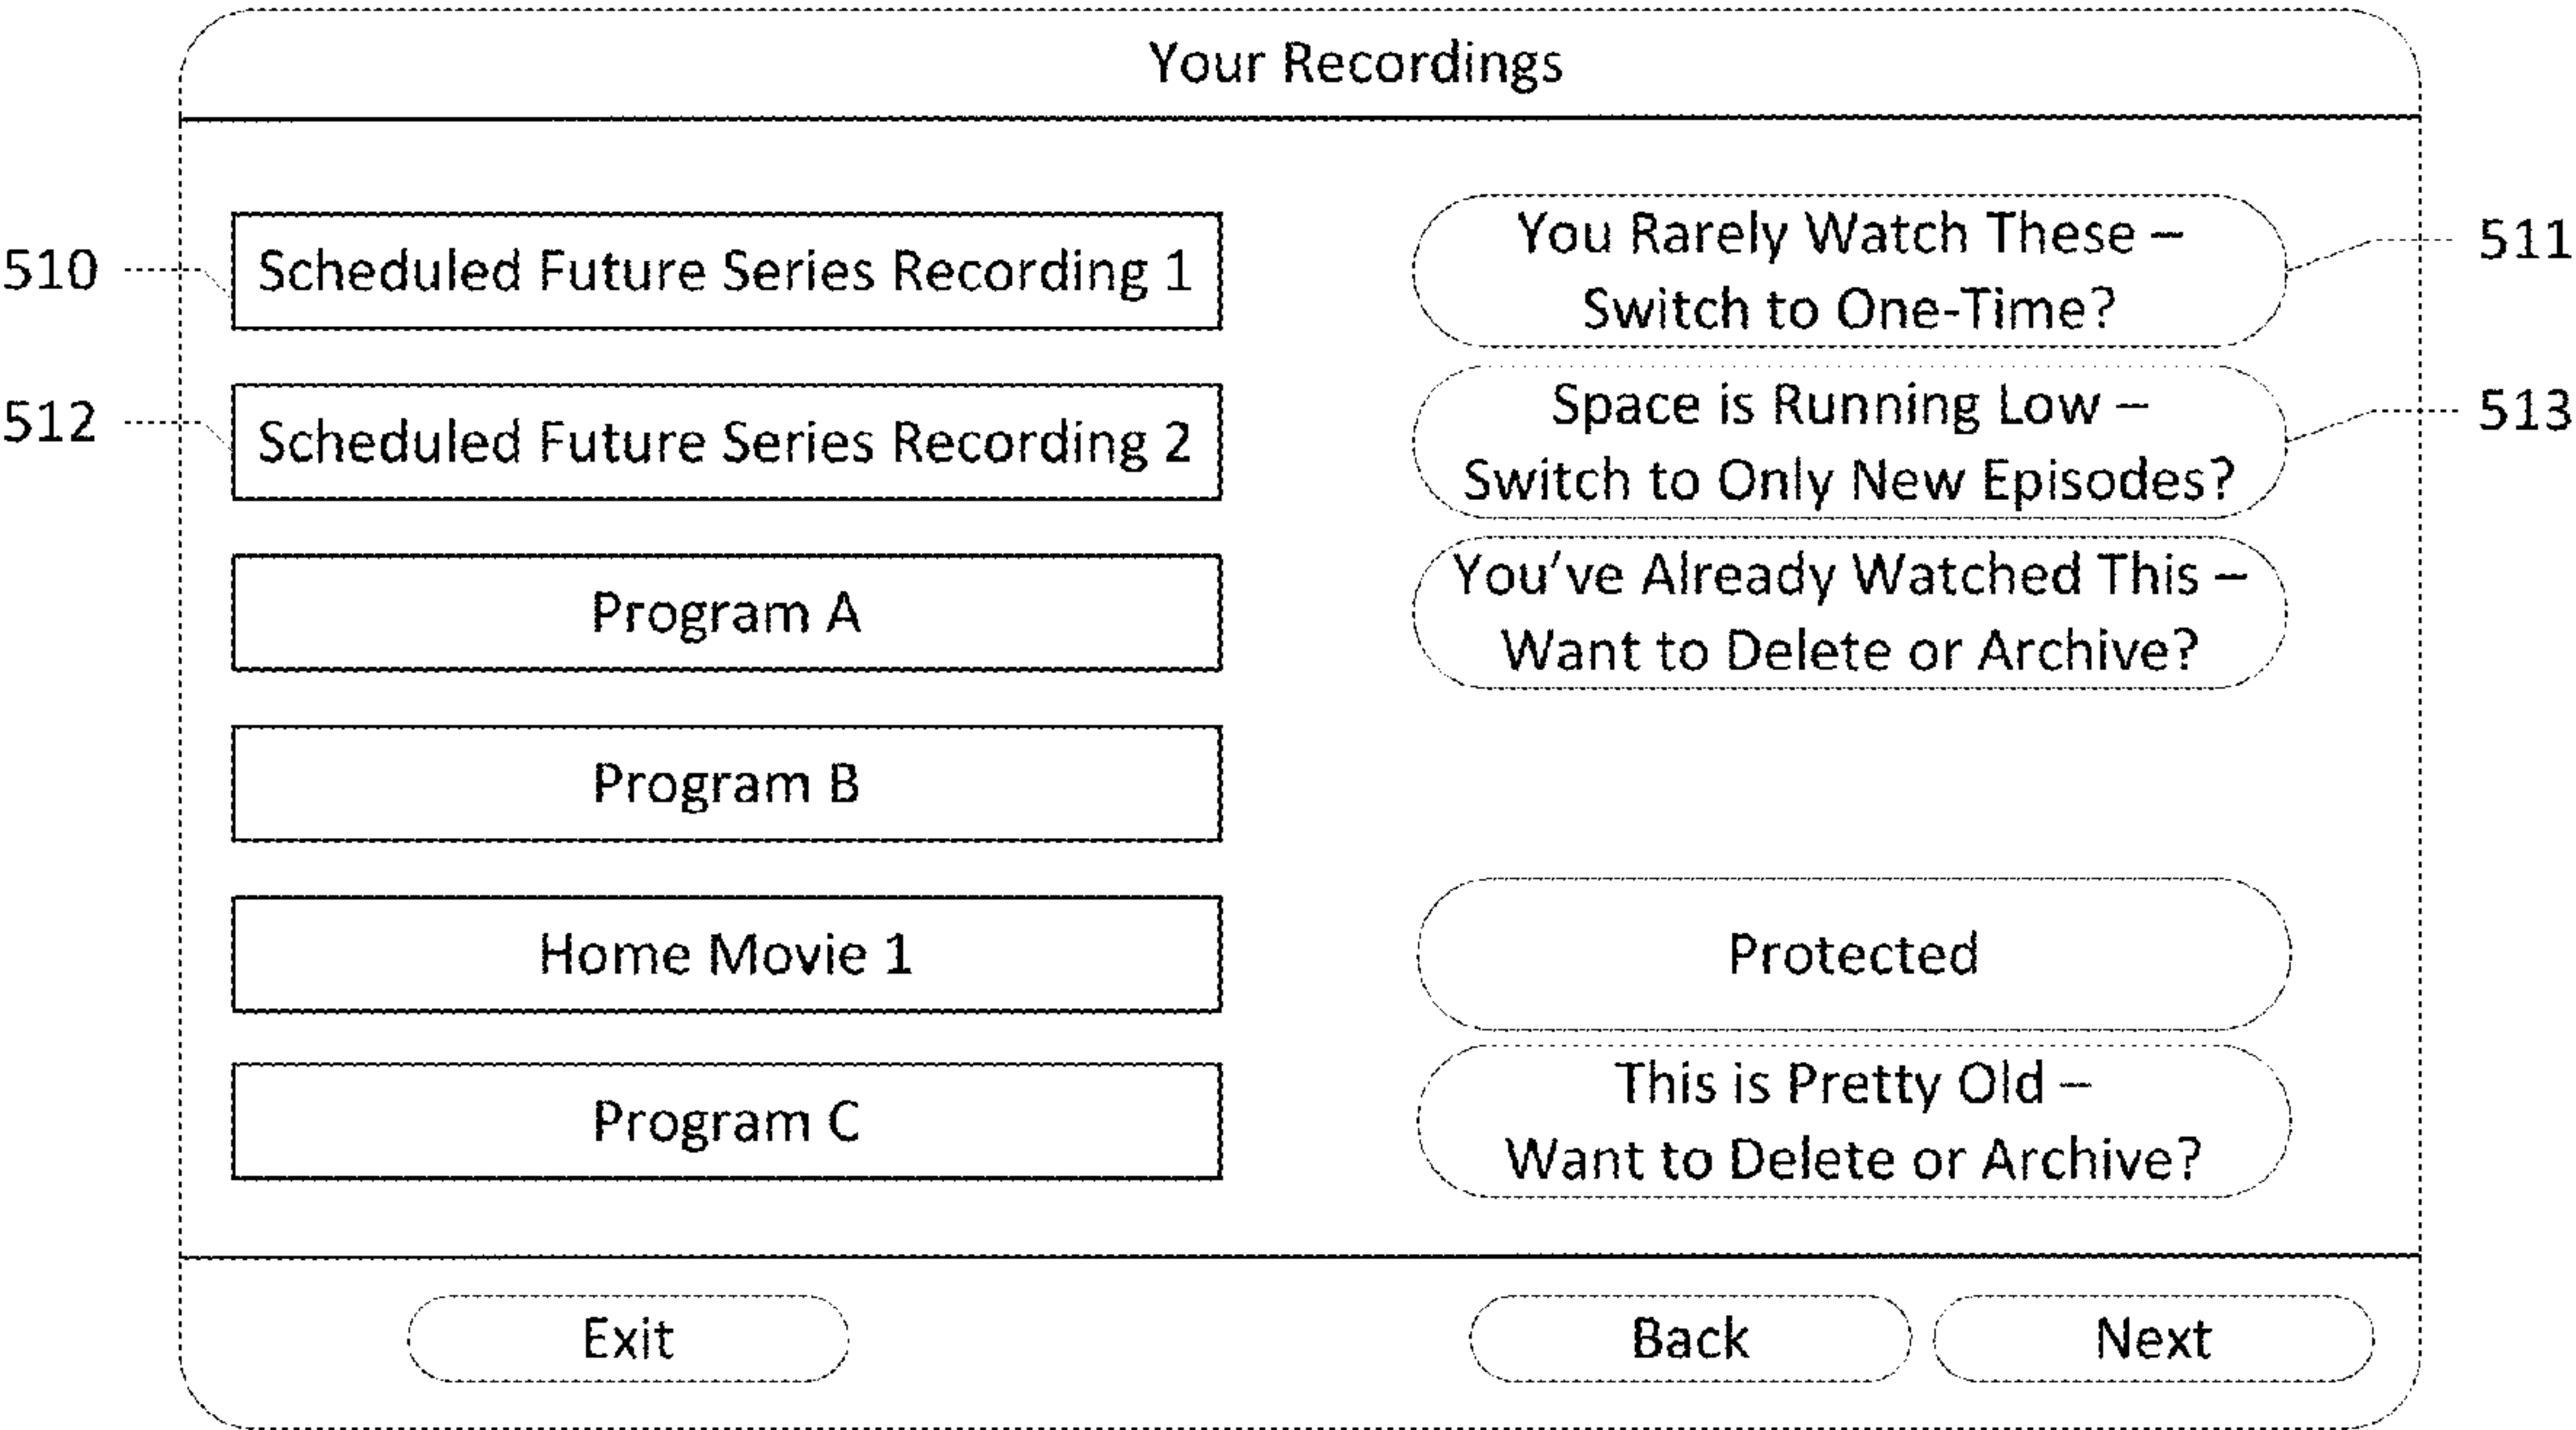 Your Recordings
510
Scheduled Future Series Recording 1
You Rarely Watch These –
Switch to One-Time?
511
512
Scheduled Future Series Recording 2
Space is Running Low –
Switch to Only New Episodes?
513
Program A
You've Already Watched This –
Want to Delete or Archive?
Program B
Home Movie 1
Protected
Program C
This is Pretty Old –
Want to Delete or Archive?
Exit
Back
Next